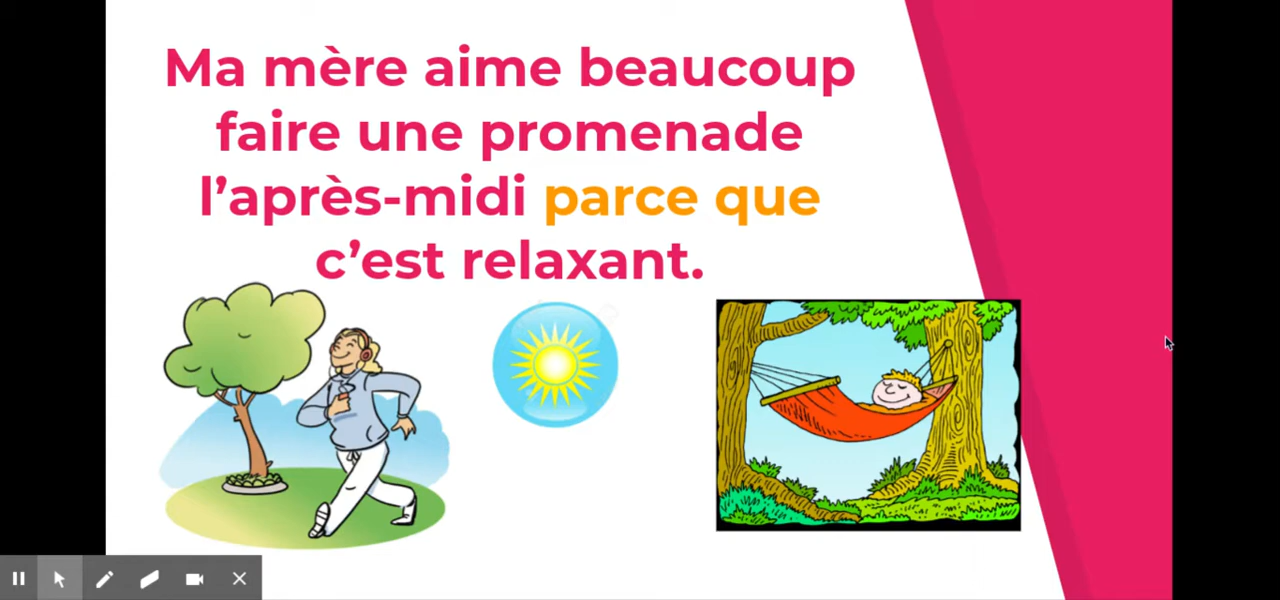 Ma mère aime beaucoup
faire une promenade
l’après-midi parce que
c’est relaxant.